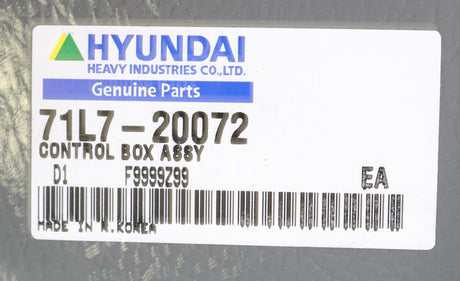 HYUNDAI
HEAVY INDUSTRIES CO.,LTD.
Genuine Parts
71L7-20072
CONTROL BOX ASSY
D1 F9999Z99 EA
MADE IN R.KOREA